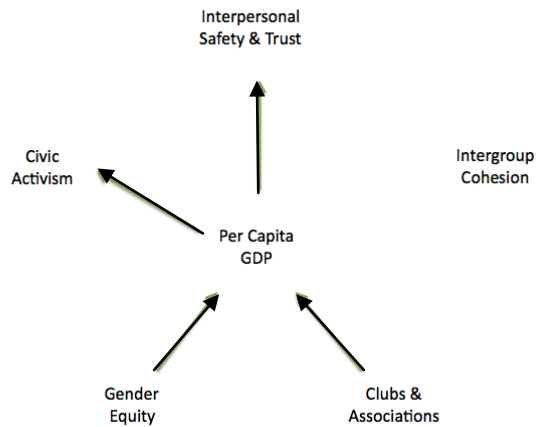 Interpersonal
Safety & Trust
Civic
Activism
Intergroup
Cohesion
Per Capita
GDP
Gender
Equity
Clubs &
Associations